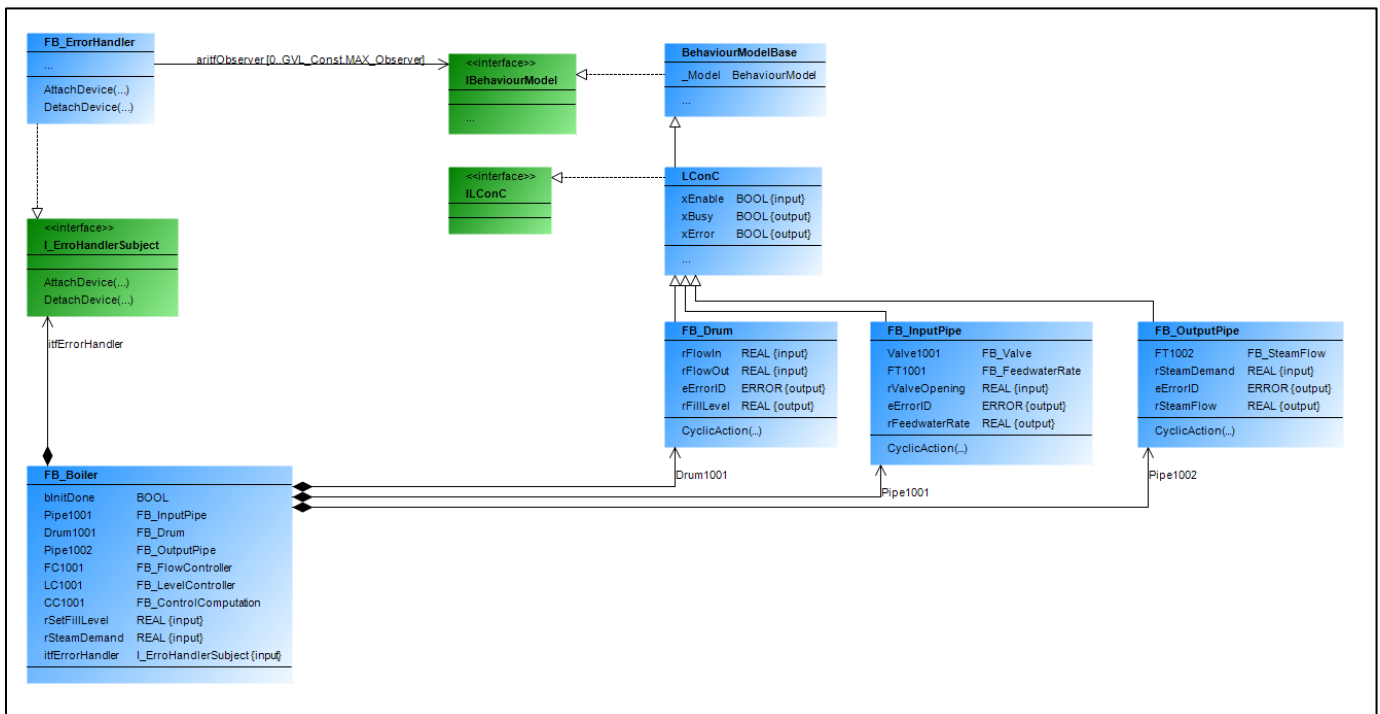 FB_ErrorHandler
...
AttachDevice(...)
DetachDevice(...)
aritfObserver [0..GVL_Const.MAX_Observer]
<<interface>>
IBehaviourModel
...
BehaviourModelBase
_Model BehaviourModel
...
<<interface>>
ILConC
LConC
xEnable BOOL {input}
xBusy BOOL {output}
xError BOOL {output}
...
<<interface>>
I_ErroHandlerSubject
AttachDevice(...)
DetachDevice(...)
itfErrorHandler
FB_Drum
rFlowIn REAL {input}
rFlowOut REAL {input}
eErrorID ERROR {output}
rFillLevel REAL {output}
CyclicAction(...)
FB_InputPipe
Valve1001 FB_Valve
FT1001 FB_FeedwaterRate
rValveOpening REAL {input}
eErrorID ERROR {output}
rFeedwaterRate REAL {output}
CyclicAction(...)
FB_OutputPipe
FT1002 FB_SteamFlow
rSteamDemand REAL {input}
eErrorID ERROR {output}
rSteamFlow REAL {output}
CyclicAction(...)
Drum1001
Pipe1001
Pipe1002
FB_Boiler
bInitDone BOOL
Pipe1001 FB_InputPipe
Drum1001 FB_Drum
Pipe1002 FB_OutputPipe
FC1001 FB_FlowController
LC1001 FB_LevelController
CC1001 FB_ControlComputation
rSetFillLevel REAL {input}
rSteamDemand REAL {input}
itfErrorHandler I_ErroHandlerSubject {input}